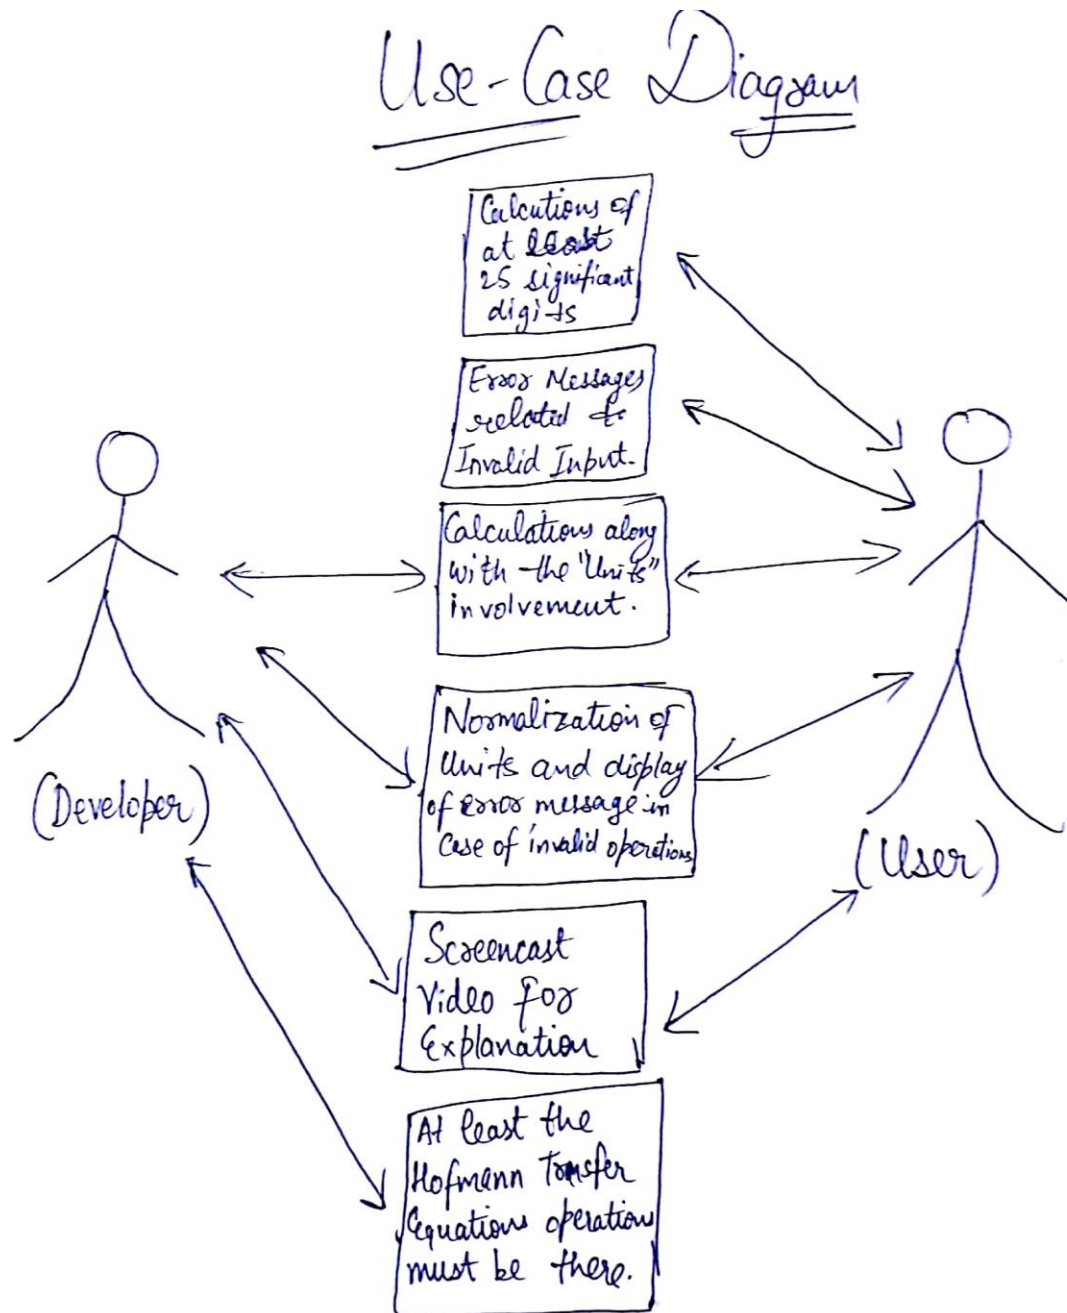 Use-Case Diagram
Calcutions of
at least
25 significant
digits
Error Messages
related to
Invalid Input.
Calculations along
with the "Units"
involvement.
Normalization of
Units and display
of error message in
Case of invalid operations
(Developer)
(User)
Screencast
Video for
Explanation
At least the
Hofmann Transfer
Equations operations
must be there.